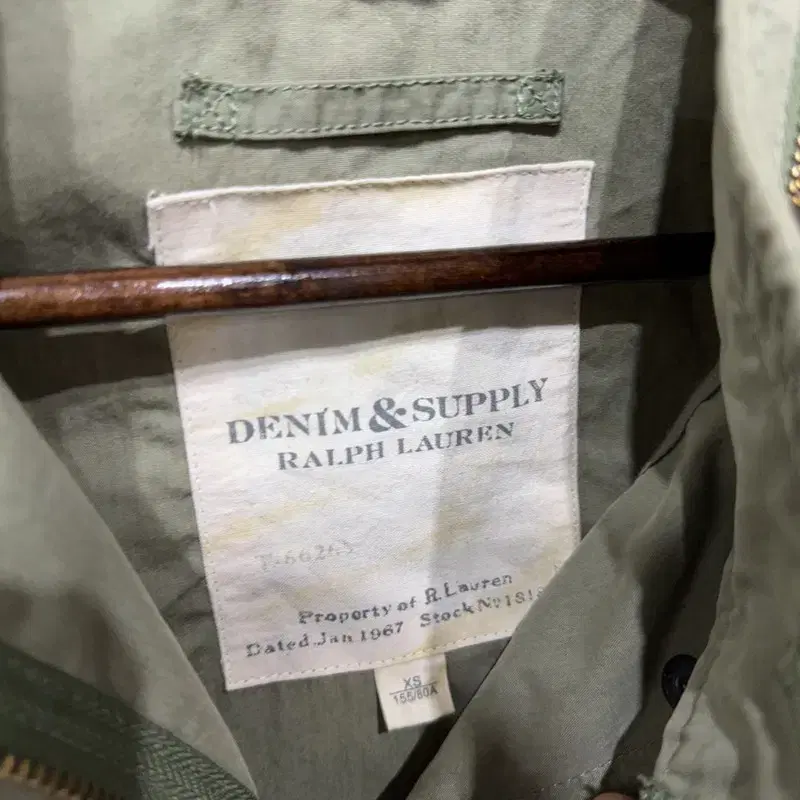 DENIM & SUPPLY
RALPH LAUREN
Property of R. Lauren
Dated Jan 1967 Stock No
XS
155/80A